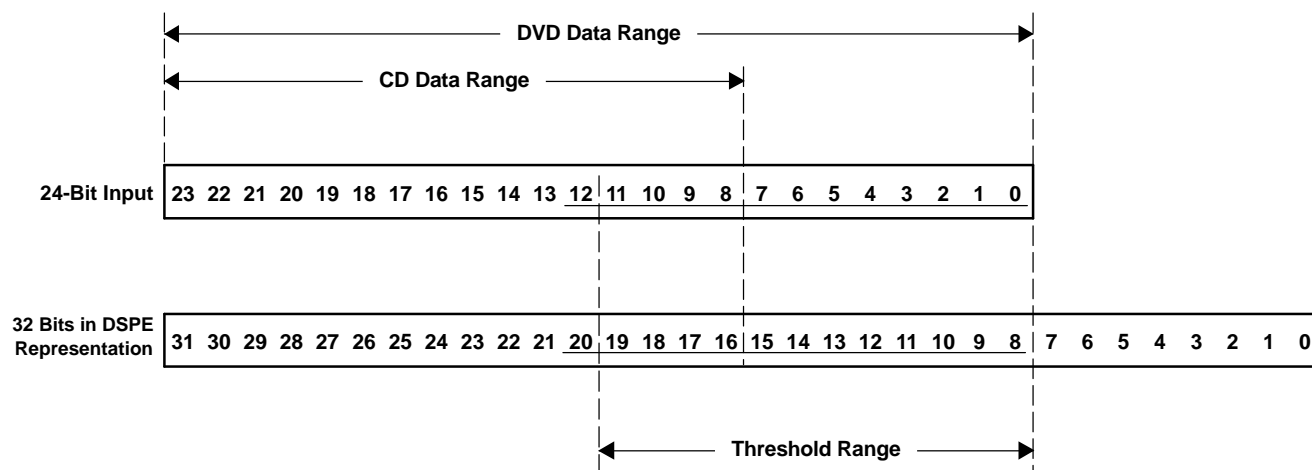 DVD Data Range
CD Data Range
24-Bit Input 23 22 21 20 19 18 17 16 15 14 13 12 11 10 9 8 7 6 5 4 3 2 1 0
32 Bits in DSPE
Representation 31 30 29 28 27 26 25 24 23 22 21 20 19 18 17 16 15 14 13 12 11 10 9 8 7 6 5 4 3 2 1 0
Threshold Range